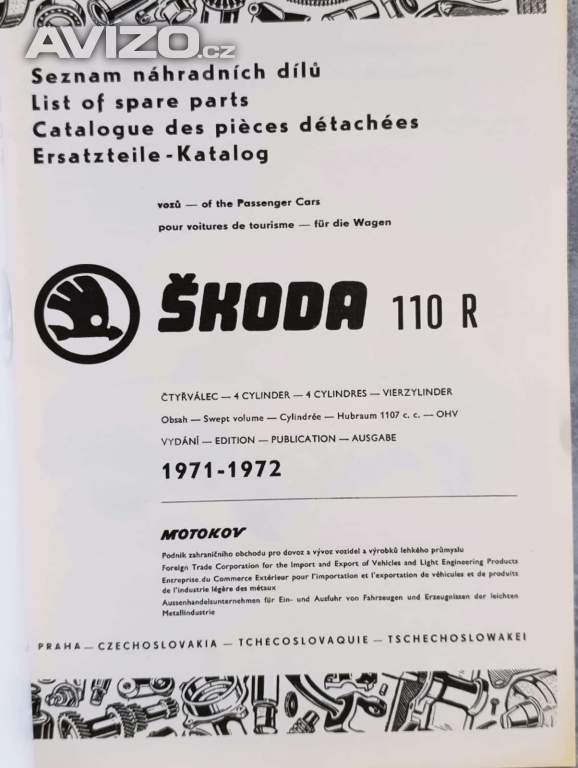 AVIZO.cz
Seznam náhradních dílů
List of spare parts
Catalogue des pièces détachées
Ersatzteile - Katalog
vozů — of the Passenger Cars
pour voitures de tourisme — für die Wagen
ŠKODA 110 R
ČTYŘVÁLEC — 4 CYLINDER — 4 CYLINDRES — VIERZYLINDER
Obsah — Swept volume — Cylindrée — Hubraum 1107 c. c. — OHV
VYDÁNÍ — EDITION — PUBLICATION — AUSGABE
1971-1972
MOTOKOV
Podnik zahraničního obchodu pro dovoz a vývoz vozidel a výrobků lehkého průmyslu
Foreign Trade Corporation for the Import and Export of Vehicles and Light Engineering Products
Entreprise du Commerce Extérieur pour l'importation et l'exportation de véhicules et de produits
de l'industrie légère des métaux
Aussenhandelsunternehmen für Ein- und Ausfuhr von Fahrzeugen und Erzeugnissen der leichten
Metallindustrie
PRAHA — CZECHOSLOVAKIA — TCHÉCOSLOVAQUIE — TSCHECHOSLOWAKEI